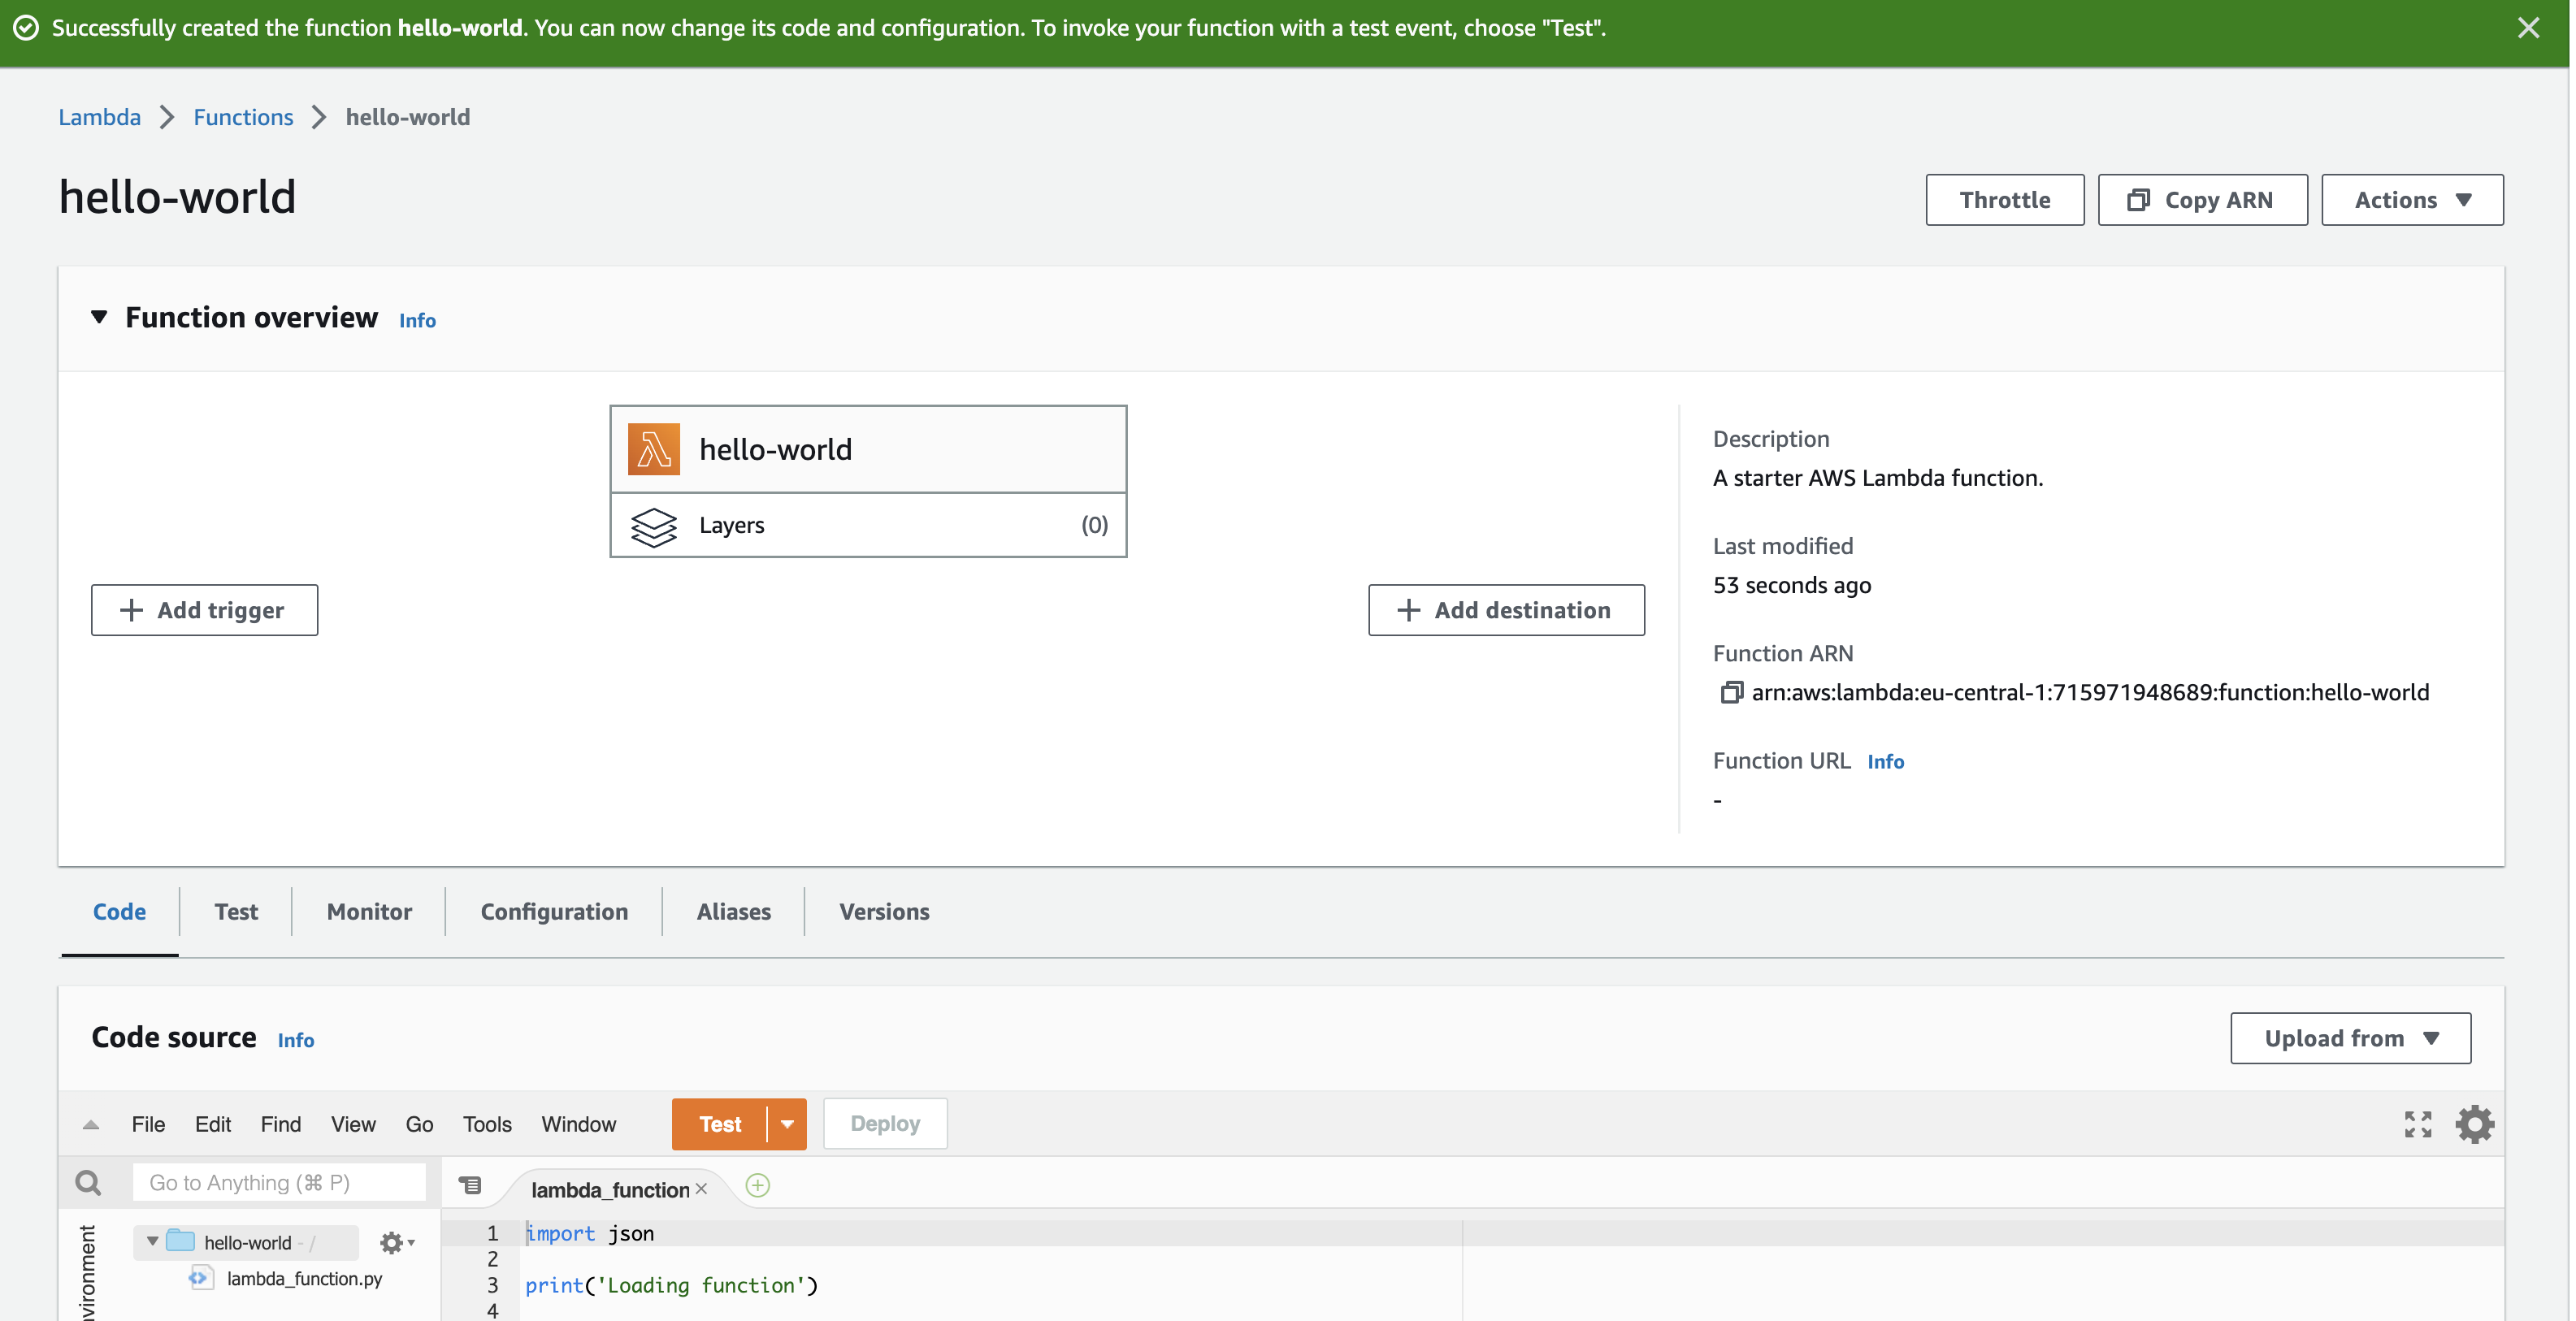 Successfully created the function hello-world. You can now change its code and configuration. To invoke your function with a test event, choose "Test".
Lambda > Functions > hello-world
hello-world
Throttle
Copy ARN
Actions
Function overview Info
hello-world
Layers (0)
+ Add trigger
+ Add destination
Description
A starter AWS Lambda function.
Last modified
53 seconds ago
Function ARN
arn:aws:lambda:eu-central-1:715971948689:function:hello-world
Function URL Info
-
Code Test Monitor Configuration Aliases Versions
Code source Info
Upload from
File Edit Find View Go Tools Window Test Deploy
Go to Anything (⌘ P)
lambda_function
hello-world - /
lambda_function.py
nvironment
1 import json
2
3 print('Loading function')
4